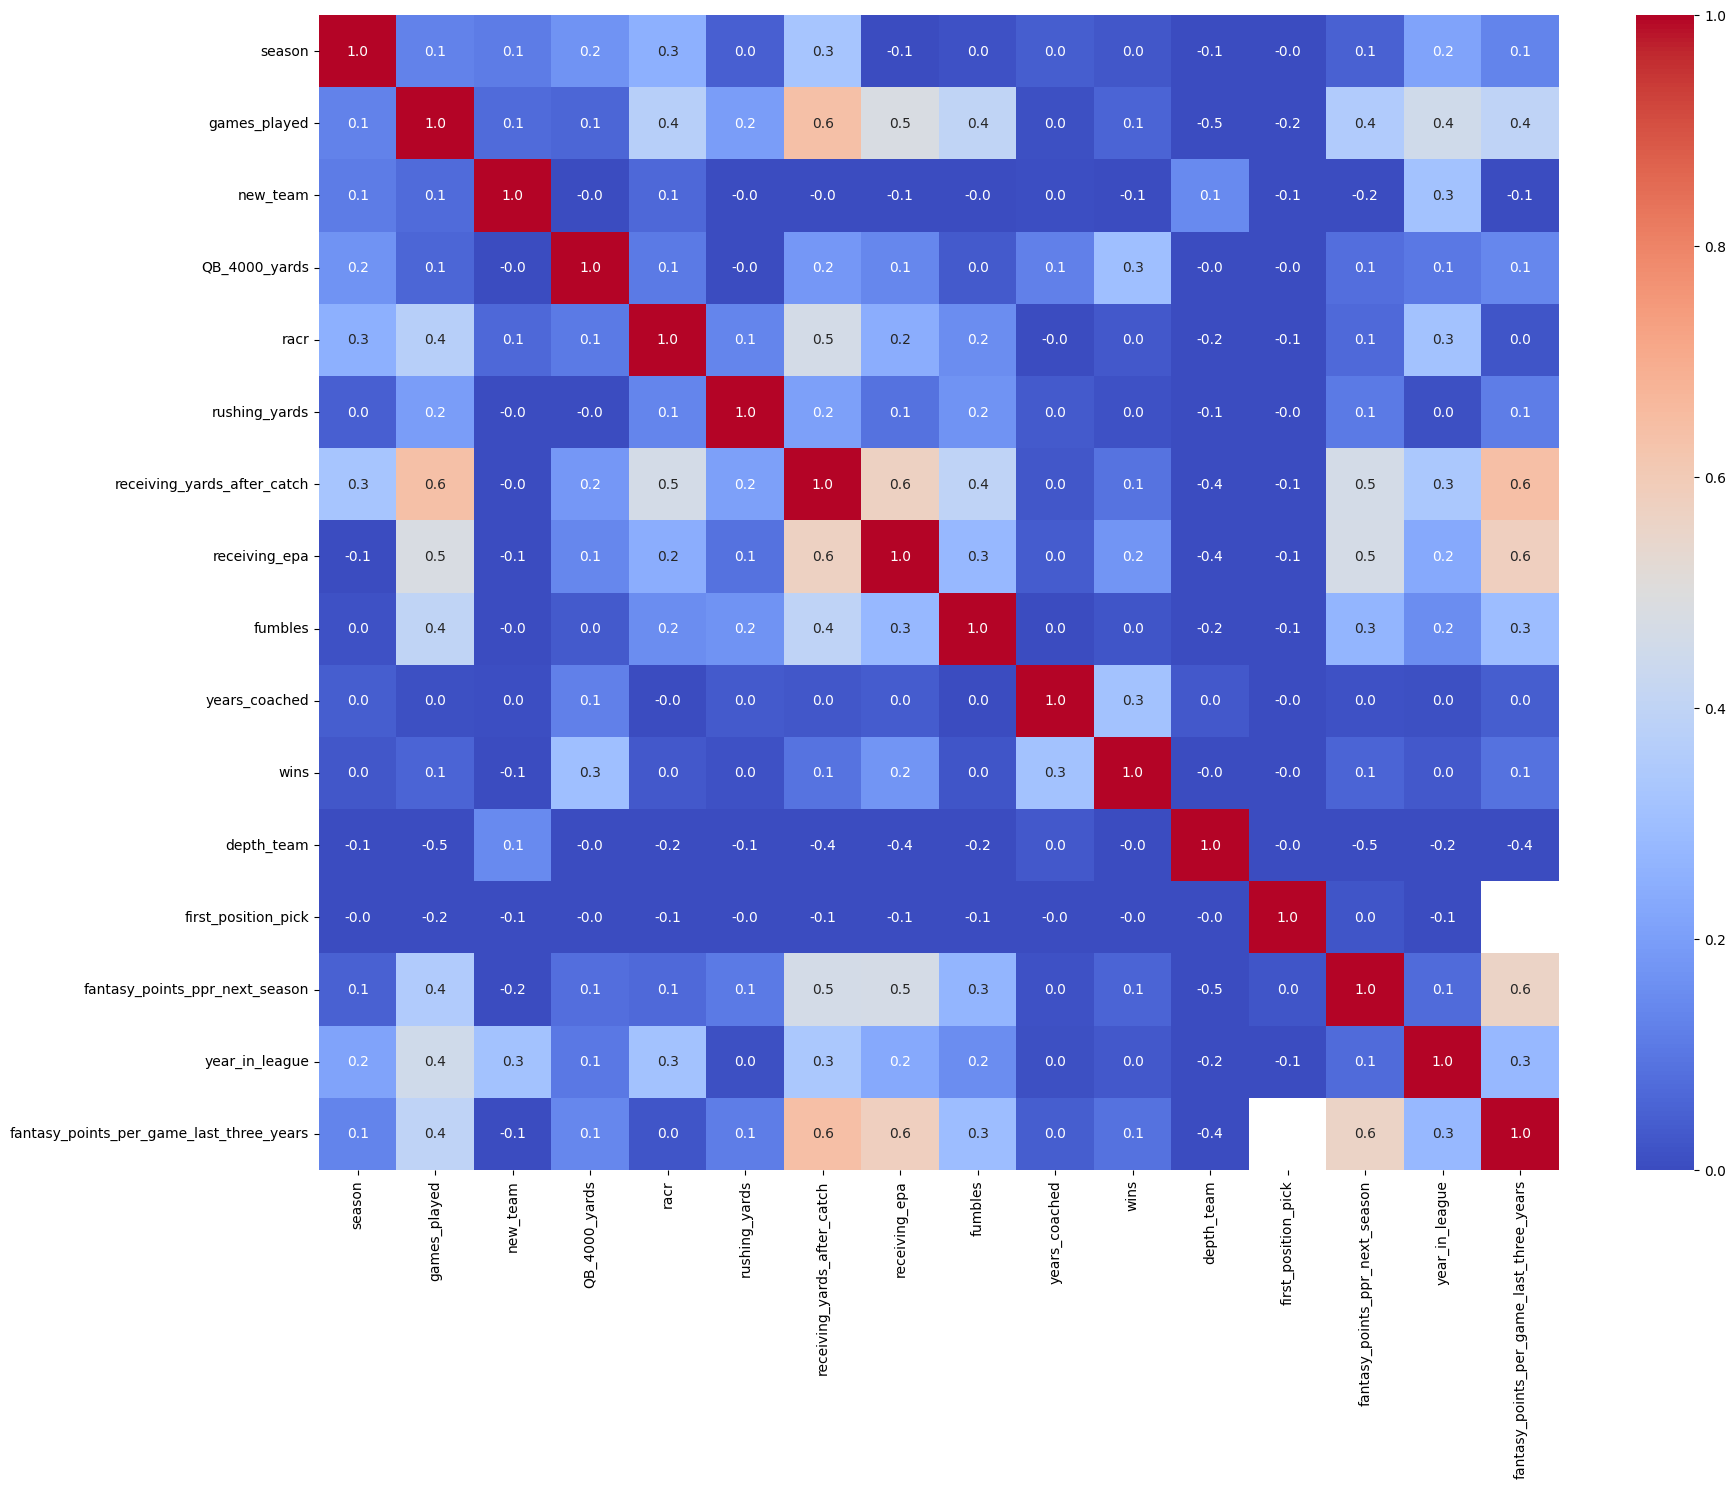 season 1.0 0.1 0.1 0.2 0.3 0.0 0.3 -0.1 0.0 0.0 0.0 -0.1 -0.0 0.1 0.2 0.1
games_played 0.1 1.0 0.1 0.1 0.4 0.2 0.6 0.5 0.4 0.0 0.1 -0.5 -0.2 0.4 0.4 0.4
new_team 0.1 0.1 1.0 -0.0 0.1 -0.0 -0.0 -0.1 -0.0 0.0 -0.1 0.1 -0.1 -0.2 0.3 -0.1
QB_4000_yards 0.2 0.1 -0.0 1.0 0.1 -0.0 0.2 0.1 0.0 0.1 0.3 -0.0 -0.0 0.1 0.1 0.1
racr 0.3 0.4 0.1 0.1 1.0 0.1 0.5 0.2 0.2 -0.0 0.0 -0.2 -0.1 0.1 0.3 0.0
rushing_yards 0.0 0.2 -0.0 -0.0 0.1 1.0 0.2 0.1 0.2 0.0 0.0 -0.1 -0.0 0.1 0.0 0.1
receiving_yards_after_catch 0.3 0.6 -0.0 0.2 0.5 0.2 1.0 0.6 0.4 0.0 0.1 -0.4 -0.1 0.5 0.3 0.6
receiving_epa -0.1 0.5 -0.1 0.1 0.2 0.1 0.6 1.0 0.3 0.0 0.2 -0.4 -0.1 0.5 0.2 0.6
fumbles 0.0 0.4 -0.0 0.0 0.2 0.2 0.4 0.3 1.0 0.0 0.0 -0.2 -0.1 0.3 0.2 0.3
years_coached 0.0 0.0 0.0 0.1 -0.0 0.0 0.0 0.0 0.0 1.0 0.3 0.0 -0.0 0.0 0.0 0.0
wins 0.0 0.1 -0.1 0.3 0.0 0.0 0.1 0.2 0.0 0.3 1.0 -0.0 -0.0 0.1 0.0 0.1
depth_team -0.1 -0.5 0.1 -0.0 -0.2 -0.1 -0.4 -0.4 -0.2 0.0 -0.0 1.0 -0.0 -0.5 -0.2 -0.4
first_position_pick -0.0 -0.2 -0.1 -0.0 -0.1 -0.0 -0.1 -0.1 -0.1 -0.0 -0.0 -0.0 1.0 0.0 -0.1
fantasy_points_ppr_next_season 0.1 0.4 -0.2 0.1 0.1 0.1 0.5 0.5 0.3 0.0 0.1 -0.5 0.0 1.0 0.1 0.6
year_in_league 0.2 0.4 0.3 0.1 0.3 0.0 0.3 0.2 0.2 0.0 0.0 -0.2 -0.1 0.1 1.0 0.3
fantasy_points_per_game_last_three_years 0.1 0.4 -0.1 0.1 0.0 0.1 0.6 0.6 0.3 0.0 0.1 -0.4 0.6 0.3 1.0
season
games_played
new_team
QB_4000_yards
racr
rushing_yards
receiving_yards_after_catch
receiving_epa
fumbles
years_coached
wins
depth_team
first_position_pick
fantasy_points_ppr_next_season
year_in_league
fantasy_points_per_game_last_three_years
1.0
0.8
0.6
0.4
0.2
0.0